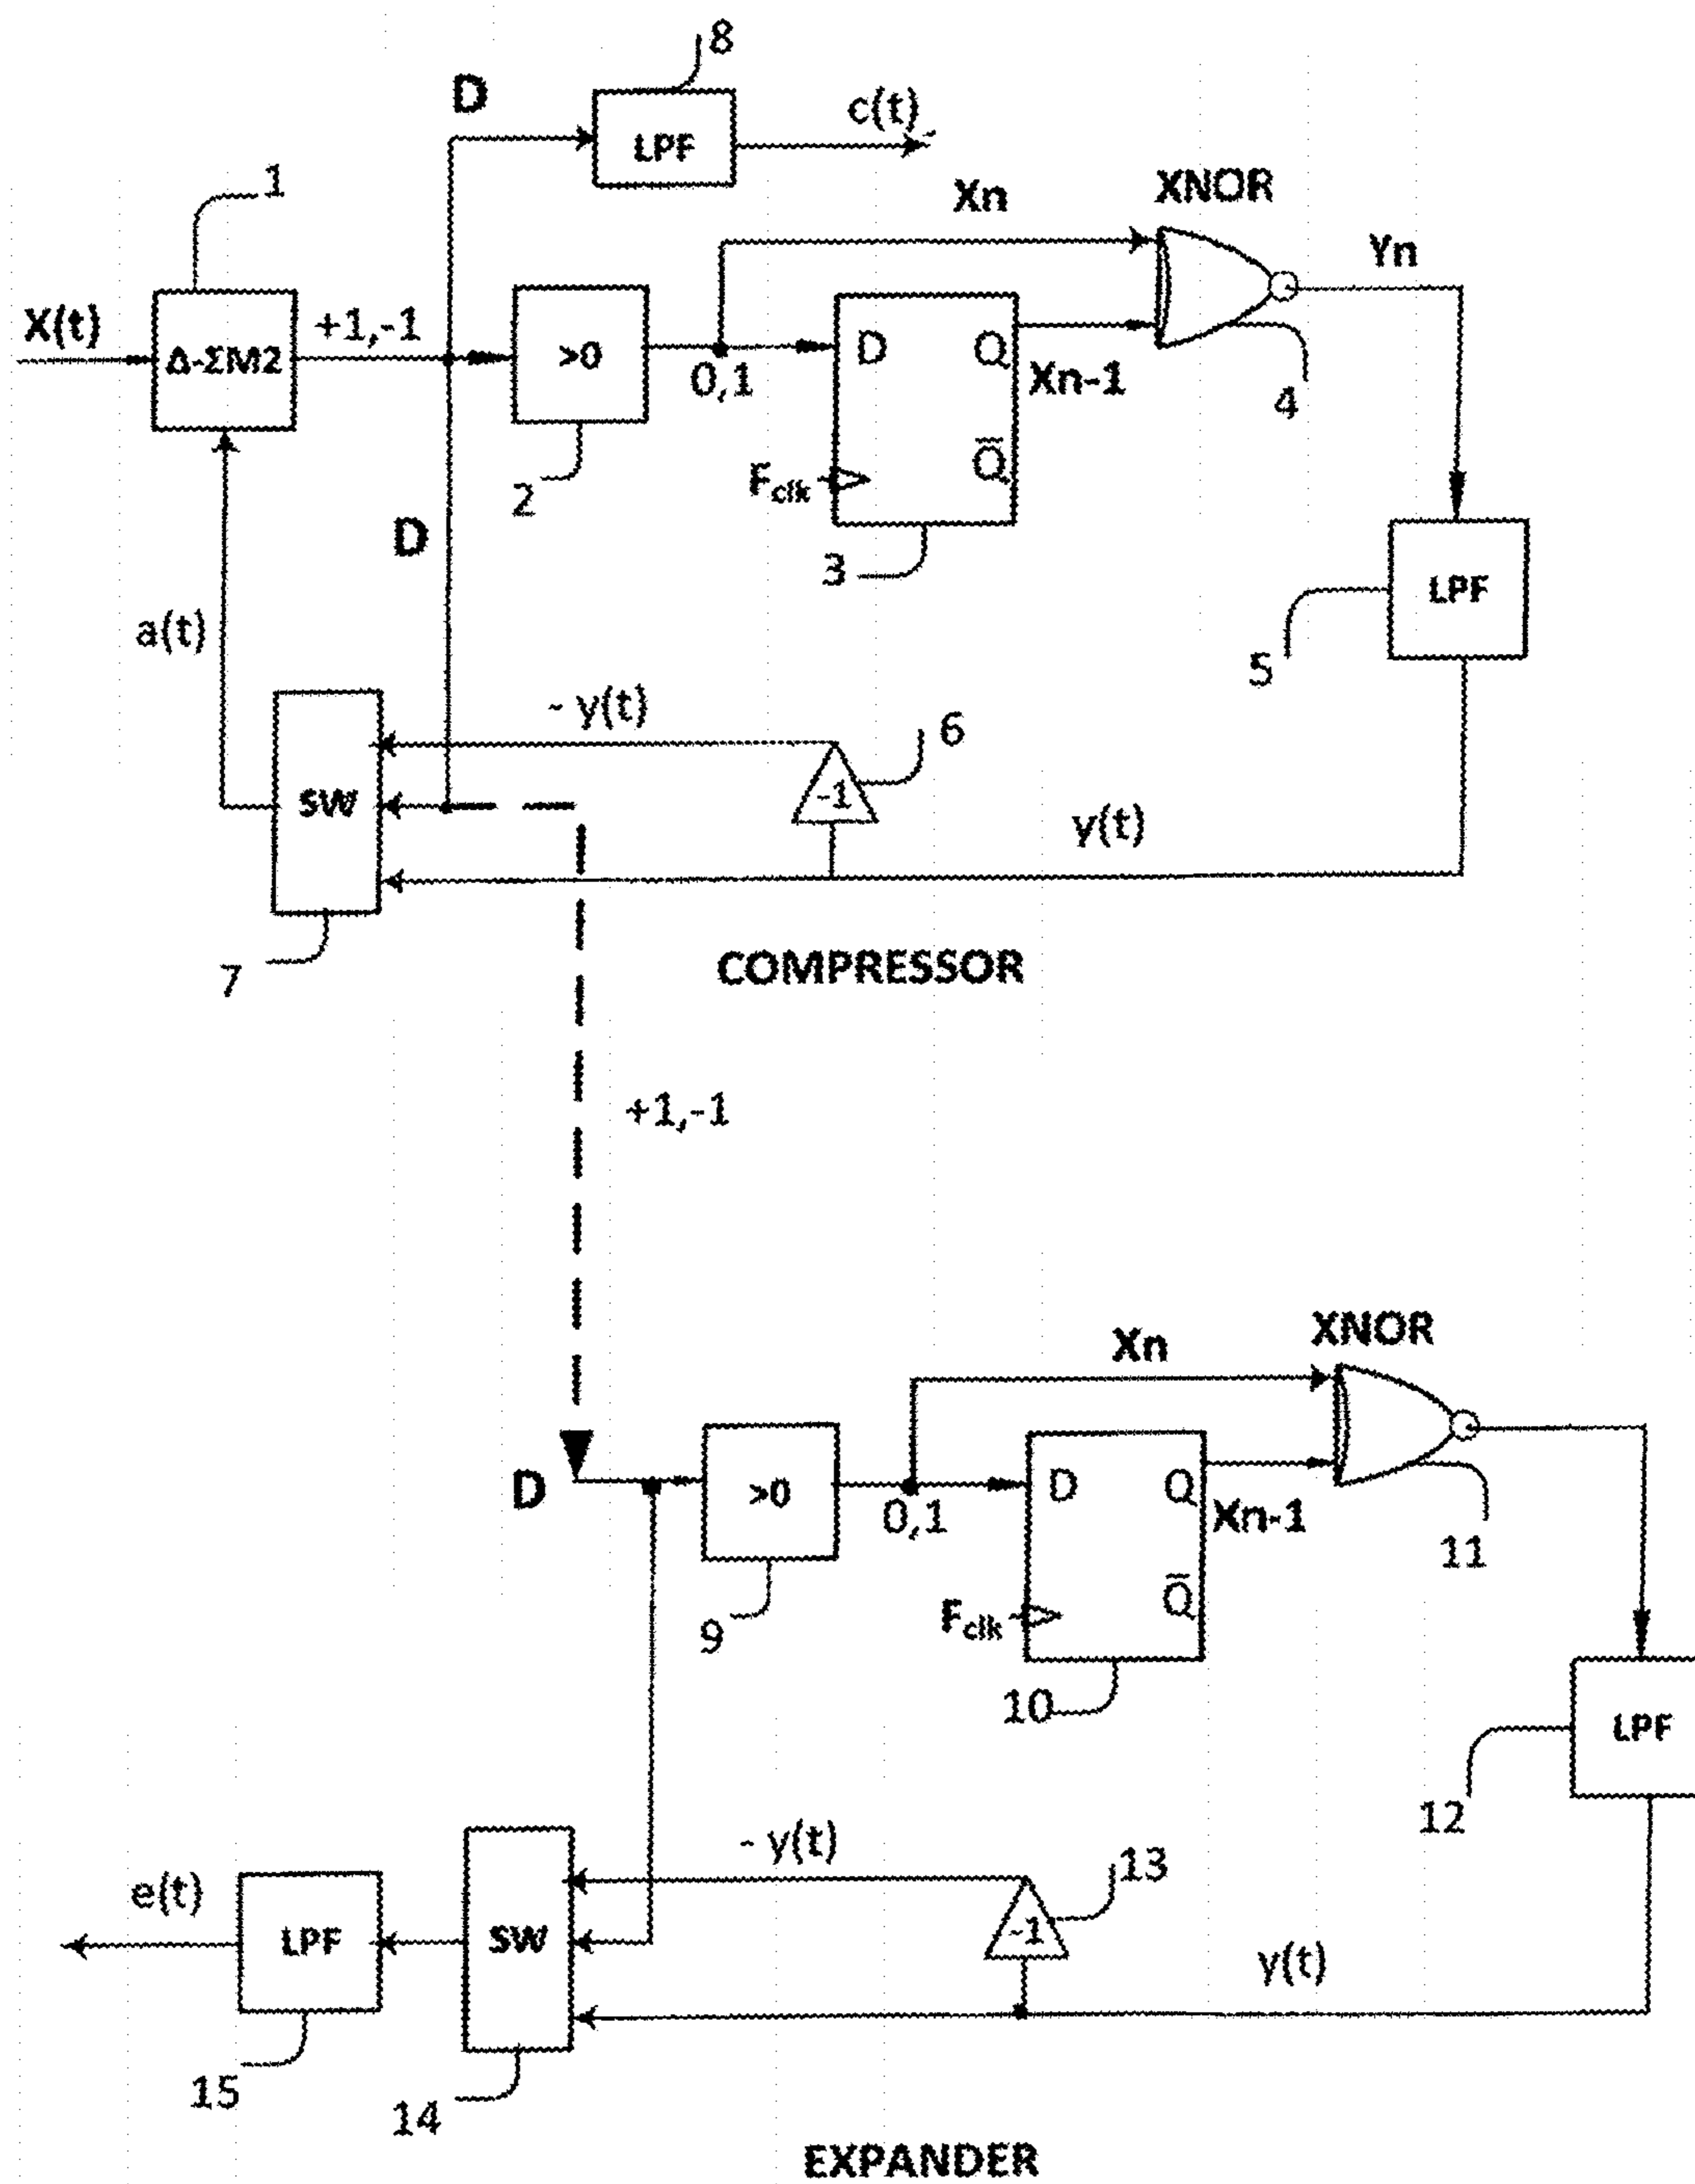 8
D
LPF
c(t)
1
Xn
XNOR
Yn
X(t)
Δ-ΣM2
+1,-1
>0
0,1
D
Q
Xn-1
4
2
Fclk
Q̅
3
D
LPF
5
a(t)
- y(t)
6
-1
SW
y(t)
7
COMPRESSOR
+1,-1
Xn
XNOR
D
>0
0,1
D
Q
Xn-1
11
9
Fclk
Q̅
10
LPF
12
- y(t)
13
-1
e(t)
LPF
SW
y(t)
15
14
EXPANDER